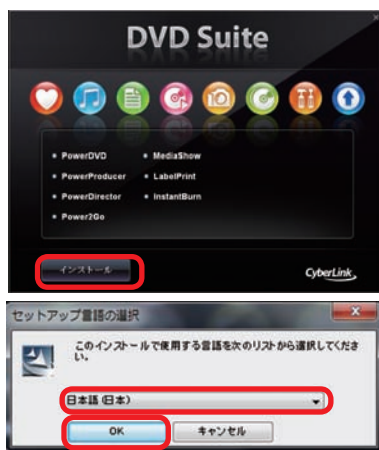 DVD Suite
PowerDVD
MediaShow
PowerProducer
LabelPrint
PowerDirector
InstantBurn
Power2Go
インストール
CyberLink
セットアップ言語の選択
このインストールで使用する言語を次のリストから選択してください。
日本語 (日本)
OK
キャンセル